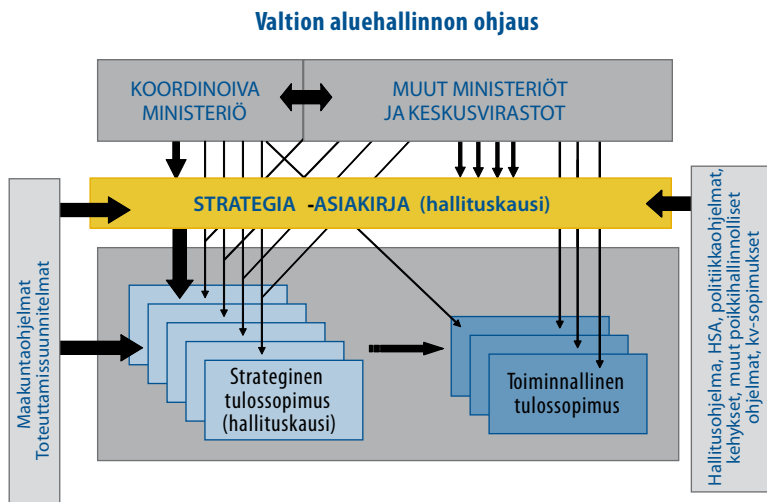 Valtion aluehallinnon ohjaus
KOORDINOIVA
MINISTERIÖ
MUUT MINISTERIÖT
JA KESKUSVIRASTOT
STRATEGIA -ASIAKIRJA (hallituskausi)
Maakuntaohjelmat
Toteuttamissuunnitelmat
Strateginen
tulossopimus
(hallituskausi)
Toiminnallinen
tulossopimus
Hallitusohjelma, HSA, politiikkaohjelmat,
kehykset, muut poikkihallinnolliset
ohjelmat, kv-sopimukset